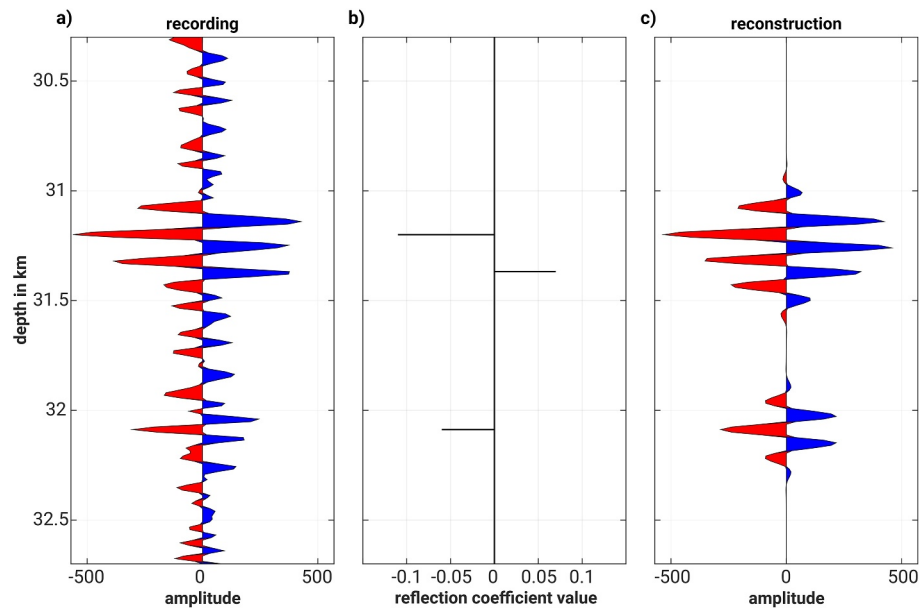 a) recording b) c) reconstruction
30.5
31
31.5
32
32.5
depth in km
-500 0 500 -0.1 -0.05 0 0.05 0.1 -500 0 500
amplitude reflection coefficient value amplitude